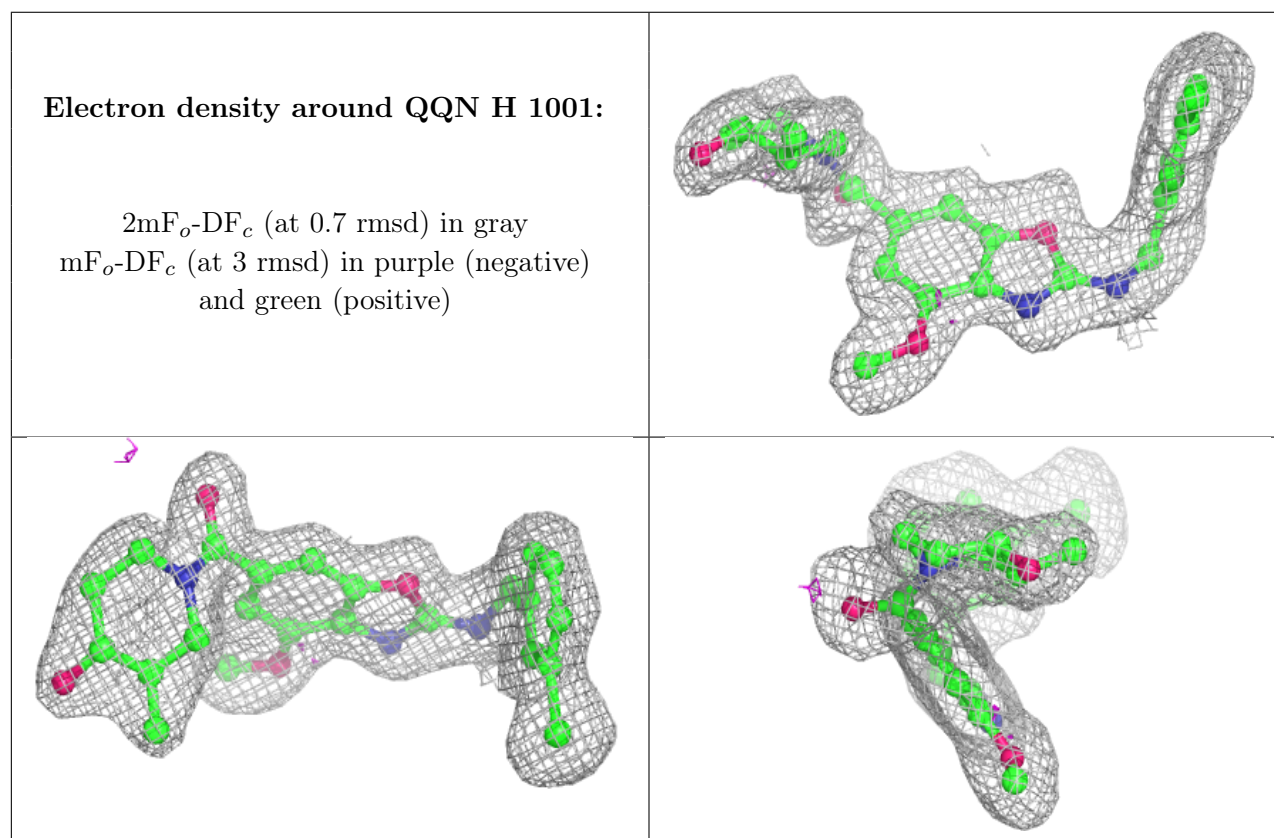 Electron density around QQN H 1001:
2mFo-DFc (at 0.7 rmsd) in gray
mFo-DFc (at 3 rmsd) in purple (negative)
and green (positive)